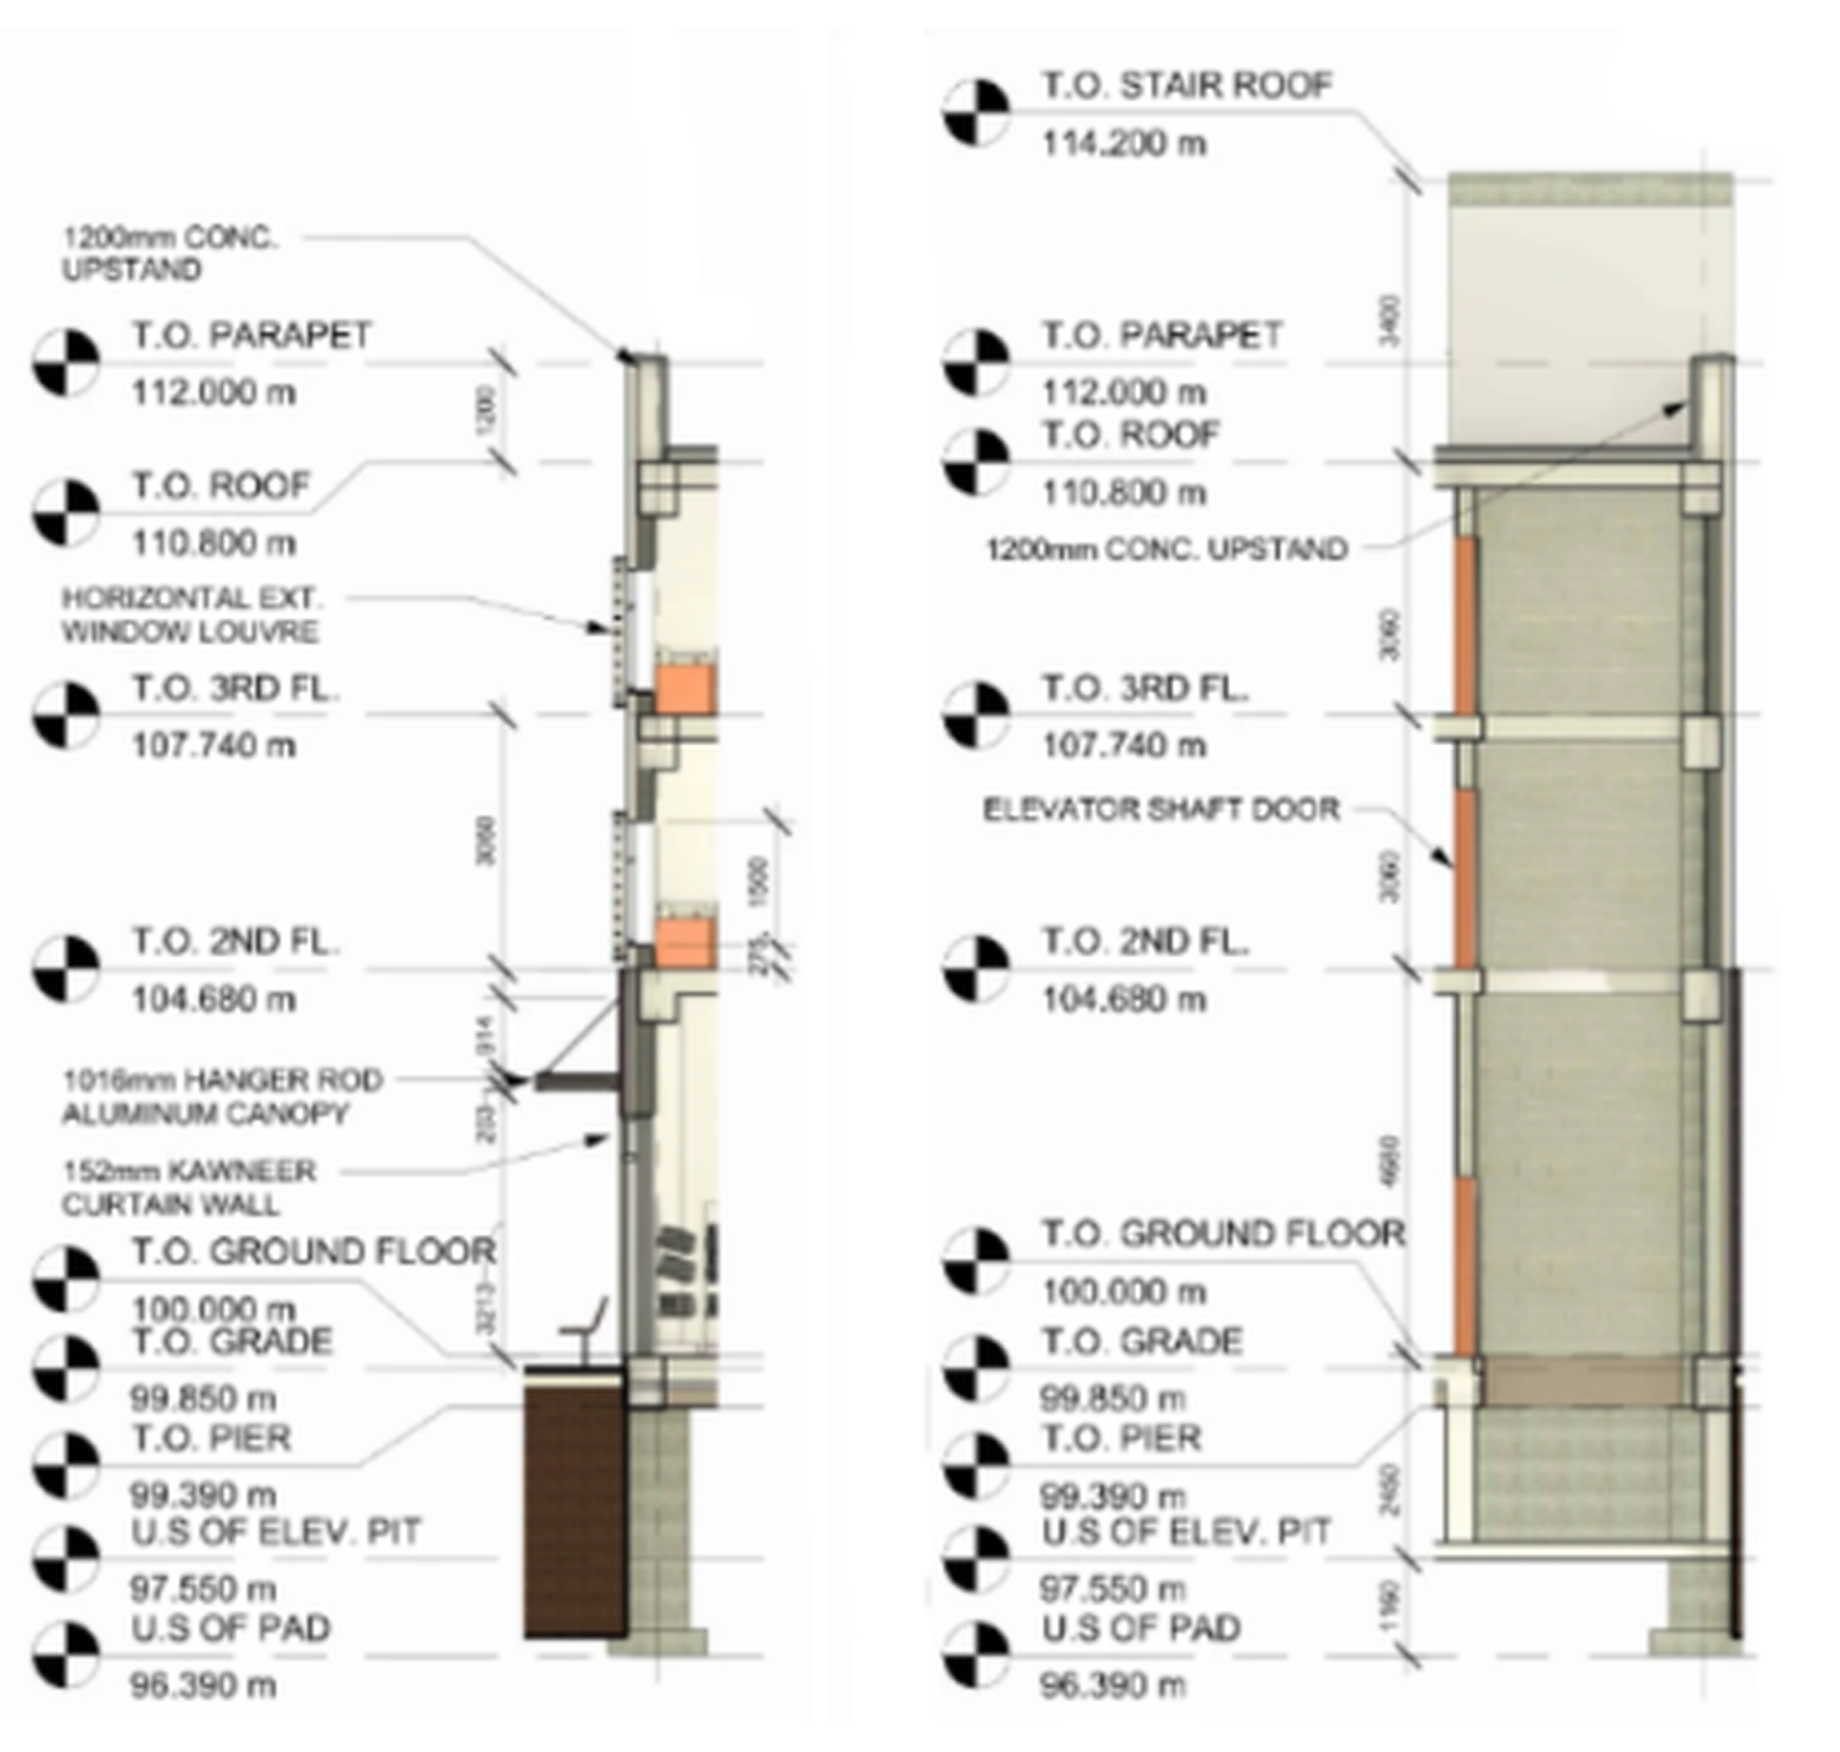 1200mm CONC.
UPSTAND
T.O. PARAPET
112.000 m
1200
T.O. ROOF
110.800 m
HORIZONTAL EXT.
WINDOW LOUVRE
T.O. 3RD FL.
107.740 m
3060
1500
275
T.O. 2ND FL.
104.680 m
914
1016mm HANGER ROD
ALUMINUM CANOPY
203
152mm KAWNEER
CURTAIN WALL
T.O. GROUND FLOOR
100.000 m
3213
T.O. GRADE
99.850 m
T.O. PIER
99.390 m
U.S OF ELEV. PIT
97.550 m
U.S OF PAD
96.390 m
T.O. STAIR ROOF
114.200 m
3400
T.O. PARAPET
112.000 m
T.O. ROOF
110.800 m
1200mm CONC. UPSTAND
3060
T.O. 3RD FL.
107.740 m
ELEVATOR SHAFT DOOR
3060
T.O. 2ND FL.
104.680 m
4680
T.O. GROUND FLOOR
100.000 m
T.O. GRADE
99.850 m
T.O. PIER
99.390 m
2450
U.S OF ELEV. PIT
97.550 m
1160
U.S OF PAD
96.390 m